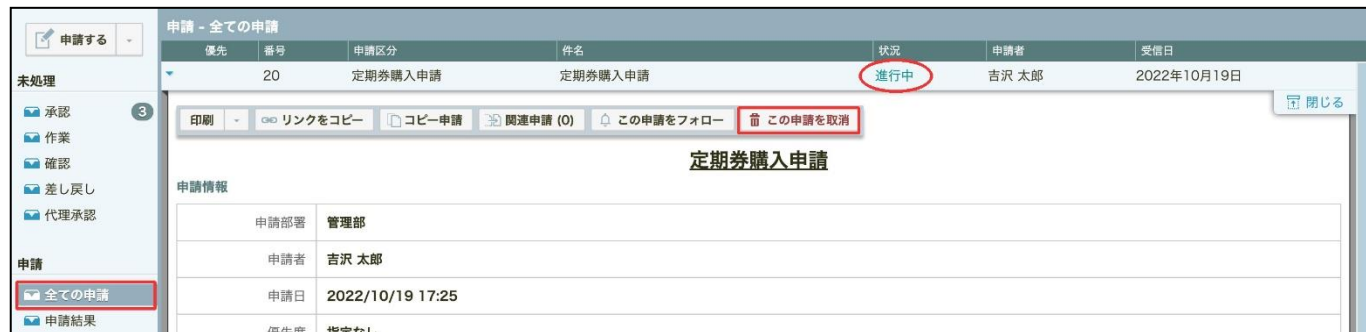 申請する
未処理
承認 3
作業
確認
差し戻し
代理承認
申請
全ての申請
申請結果
申請 - 全ての申請
優先 番号 申請区分 件名 状況 申請者 受信日
20 定期券購入申請 定期券購入申請 進行中 吉沢 太郎 2022年10月19日
閉じる
印刷 リンクをコピー コピー申請 関連申請 (0) この申請をフォロー この申請を取消
定期券購入申請
申請情報
申請部署 管理部
申請者 吉沢 太郎
申請日 2022/10/19 17:25
優先度 指定なし